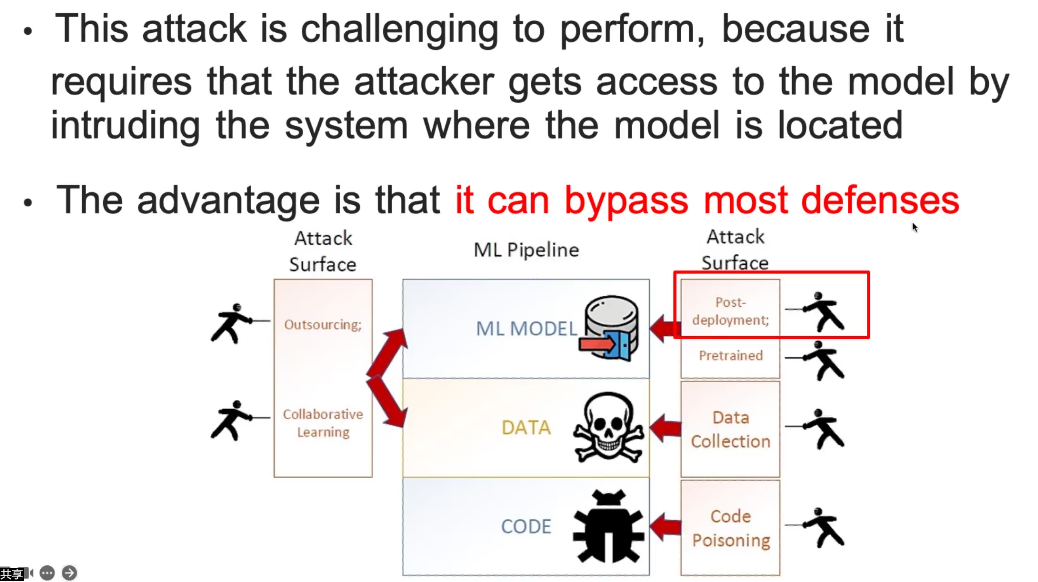 • This attack is challenging to perform, because it
requires that the attacker gets access to the model by
intruding the system where the model is located
• The advantage is that it can bypass most defenses
Attack
Surface
ML Pipeline
Attack
Surface
Outsourcing;
Collaborative
Learning
ML MODEL
DATA
CODE
Post-
deployment;
Pretrained
Data
Collection
Code
Poisoning
共享